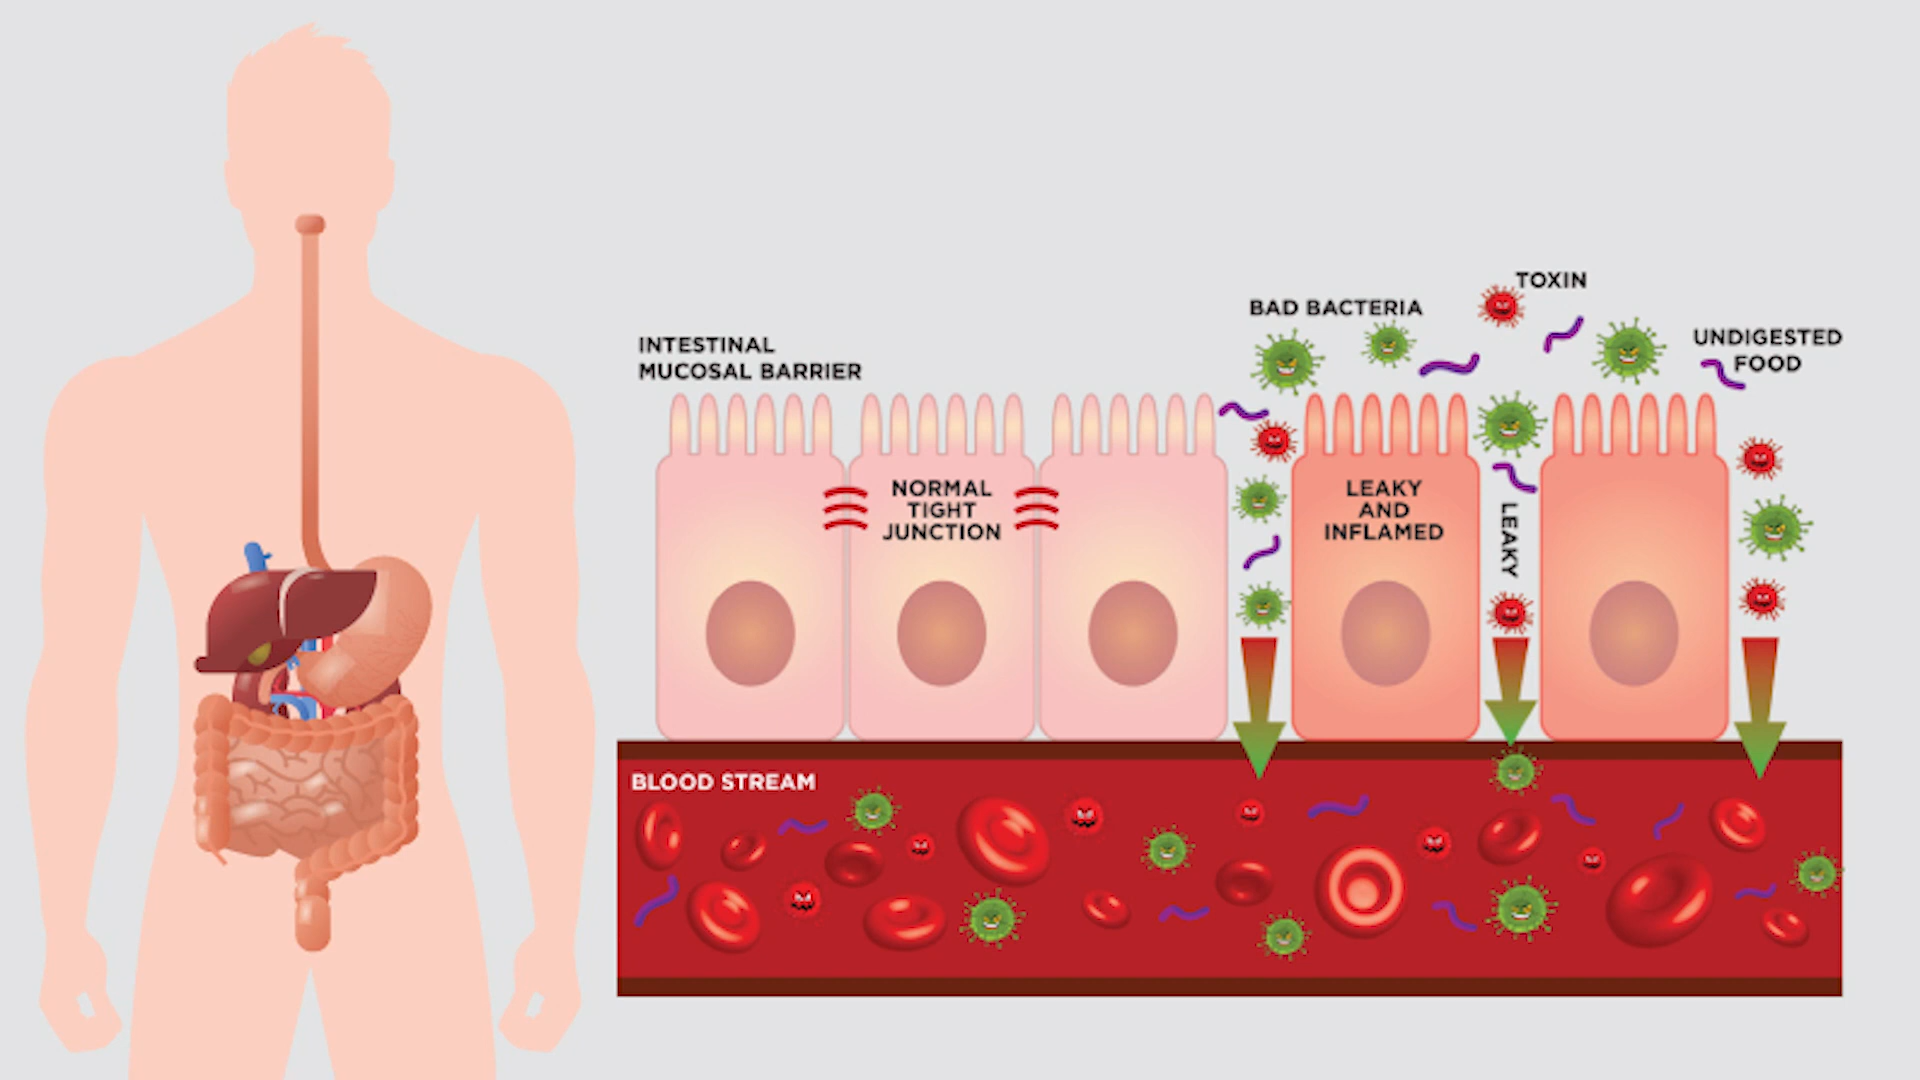 INTESTINAL
MUCOSAL BARRIER
BAD BACTERIA
TOXIN
UNDIGESTED
FOOD
NORMAL
TIGHT
JUNCTION
LEAKY
AND
INFLAMED
LEAKY
BLOOD STREAM